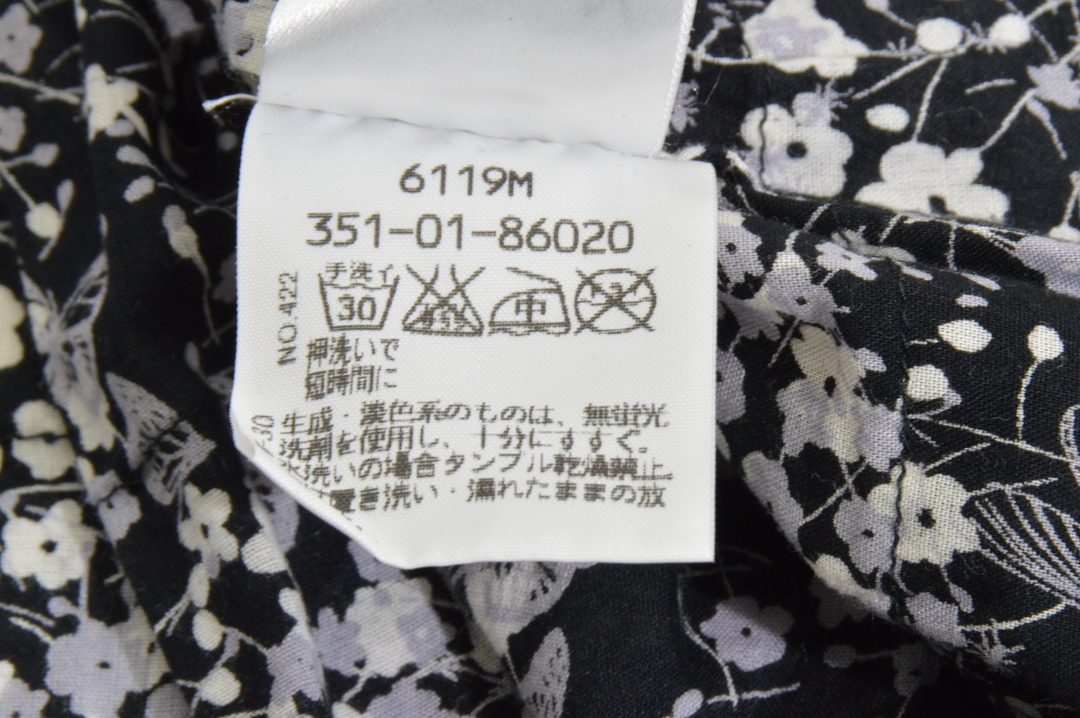 6119M
351-01-86020
手洗イ
30
中
NO.422
押洗いで
短時間に
生成・淡色系のものは、無蛍光
洗剤を使用し、十分にすすぐ。
水洗いの場合タンブル乾燥禁止
置き洗い・濡れたままの放